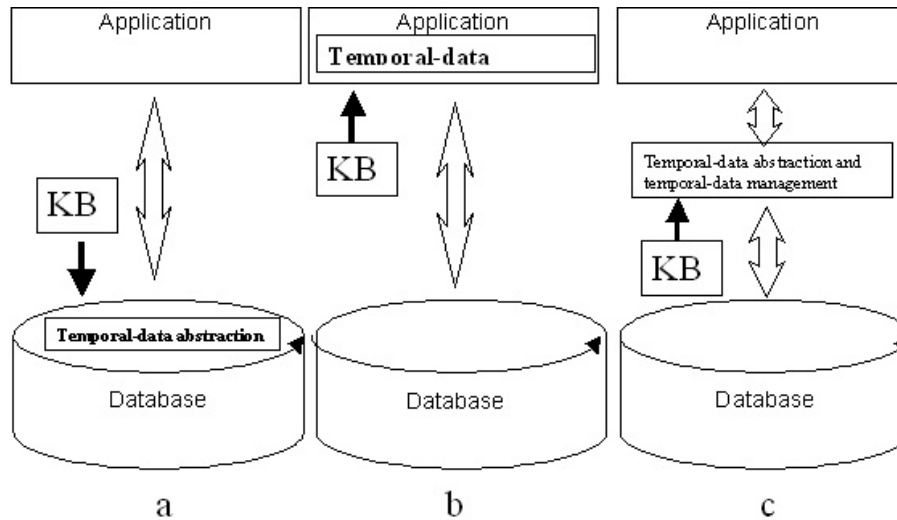 Application
KB
Temporal-data abstraction
Database
a
Application
Temporal-data
KB
Database
b
Application
Temporal-data abstraction and
temporal-data management
KB
Database
c